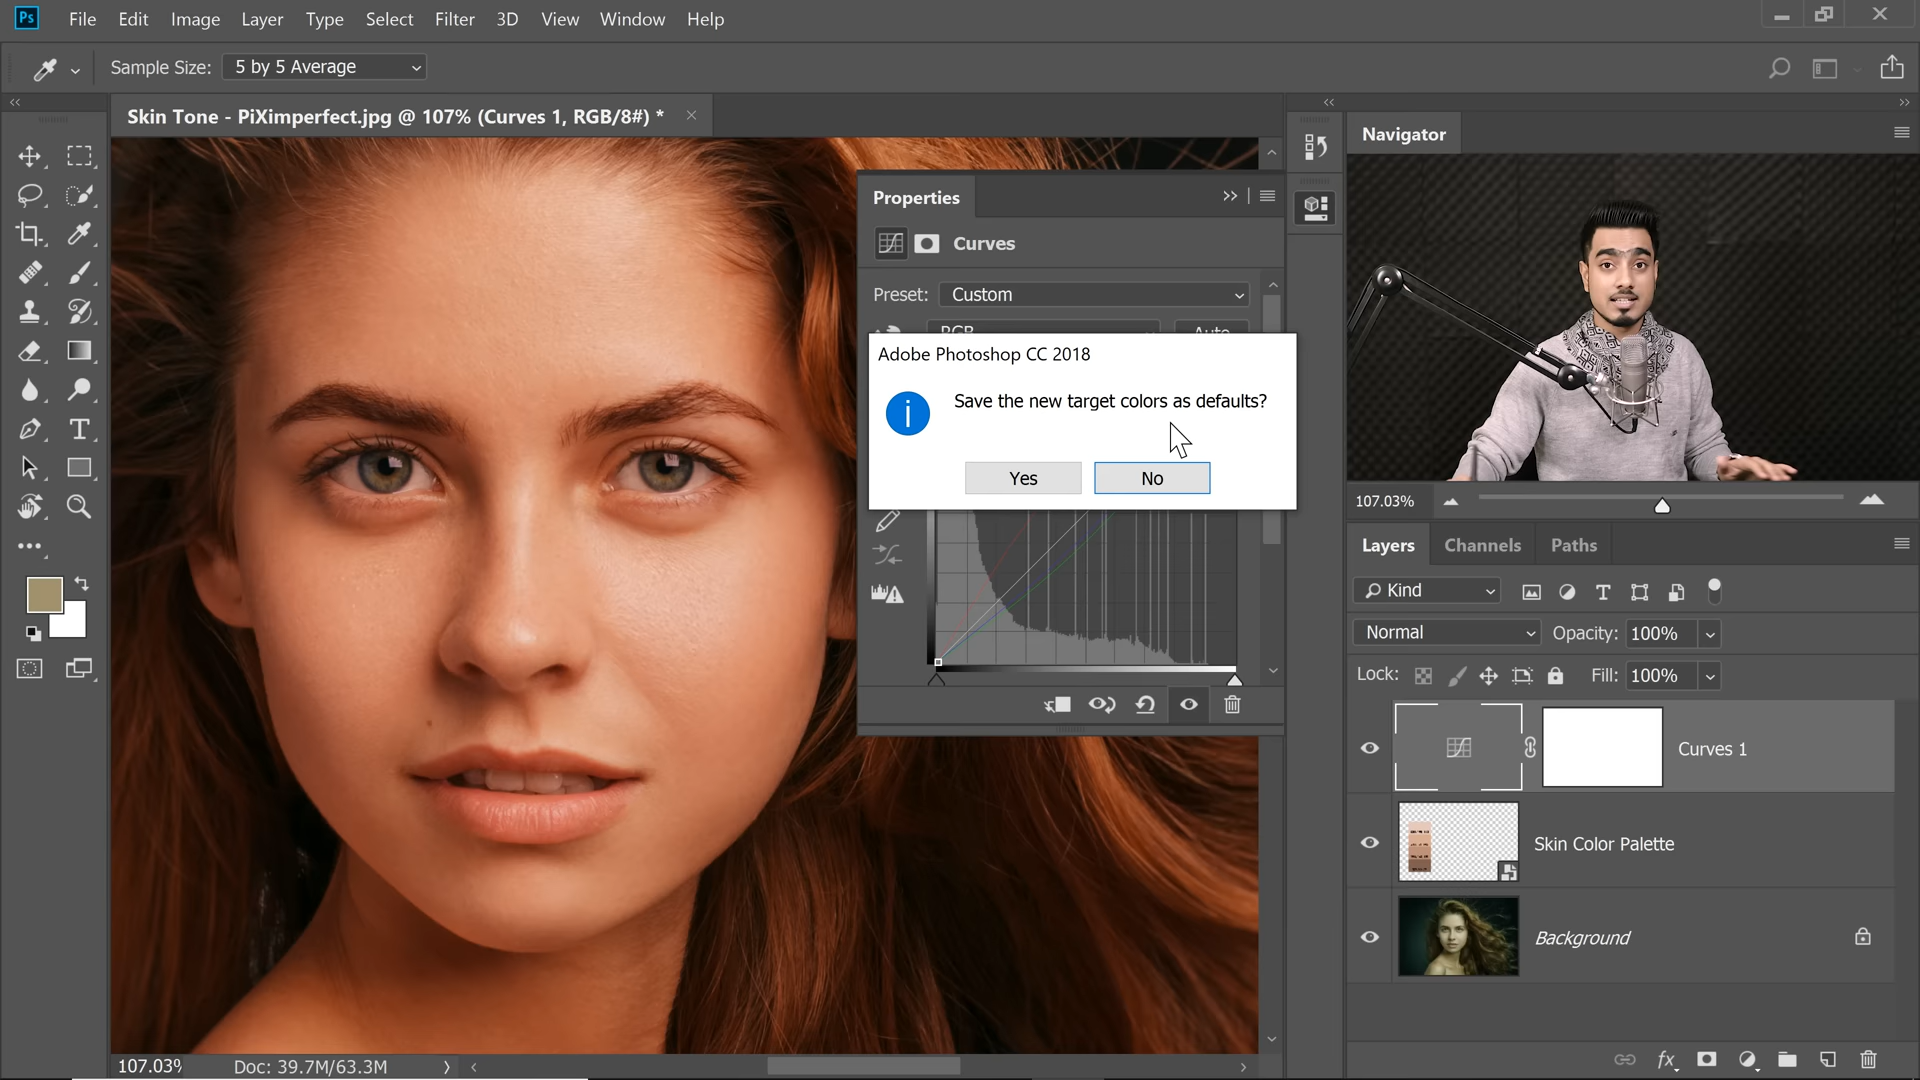 Ps File Edit Image Layer Type Select Filter 3D View Window Help
Sample Size: 5 by 5 Average
Skin Tone - PiXimperfect.jpg @ 107% (Curves 1, RGB/8#) *
Navigator
Properties
Curves
Preset: Custom
RGB Auto
Adobe Photoshop CC 2018
Save the new target colors as defaults?
Yes No
107.03%
Layers Channels Paths
Kind
Normal Opacity: 100%
Lock: Fill: 100%
Curves 1
Skin Color Palette
Background
fx
107.03% Doc: 39.7M/63.3M